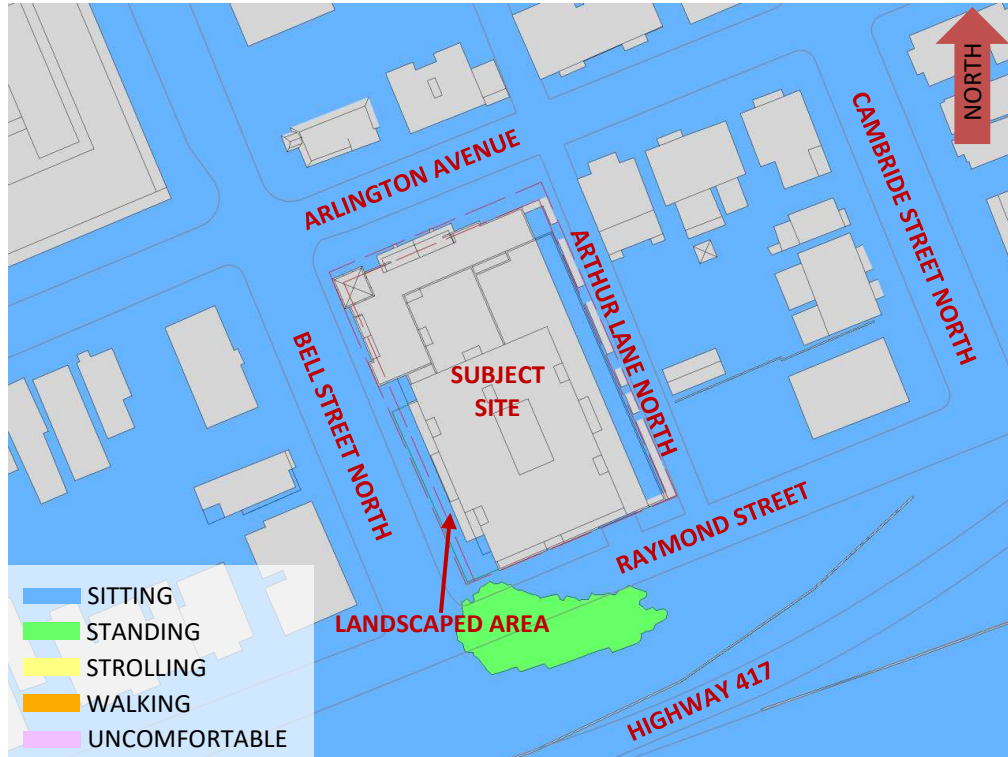 NORTH
ARLINGTON AVENUE
CAMBRIDE STREET NORTH
ARTHUR LANE NORTH
BELL STREET NORTH
SUBJECT
SITE
RAYMOND STREET
LANDSCAPED AREA
HIGHWAY 417
SITTING
STANDING
STROLLING
WALKING
UNCOMFORTABLE